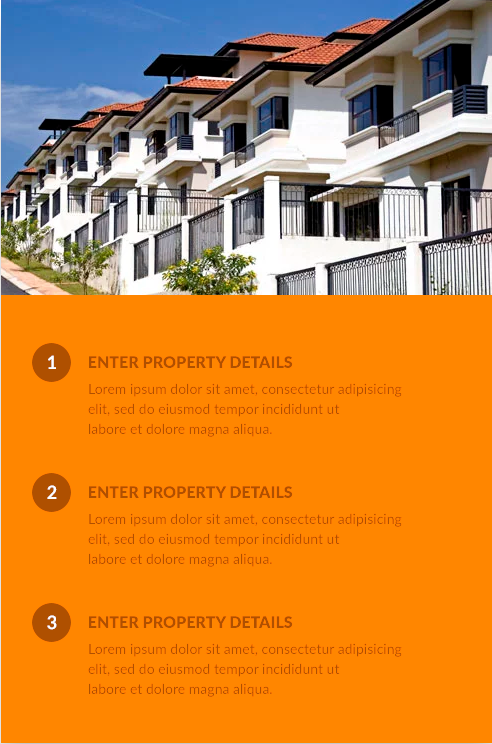 1
ENTER PROPERTY DETAILS
Lorem ipsum dolor sit amet, consectetur adipisicing
elit, sed do eiusmod tempor incididunt ut
labore et dolore magna aliqua.
2
ENTER PROPERTY DETAILS
Lorem ipsum dolor sit amet, consectetur adipisicing
elit, sed do eiusmod tempor incididunt ut
labore et dolore magna aliqua.
3
ENTER PROPERTY DETAILS
Lorem ipsum dolor sit amet, consectetur adipisicing
elit, sed do eiusmod tempor incididunt ut
labore et dolore magna aliqua.